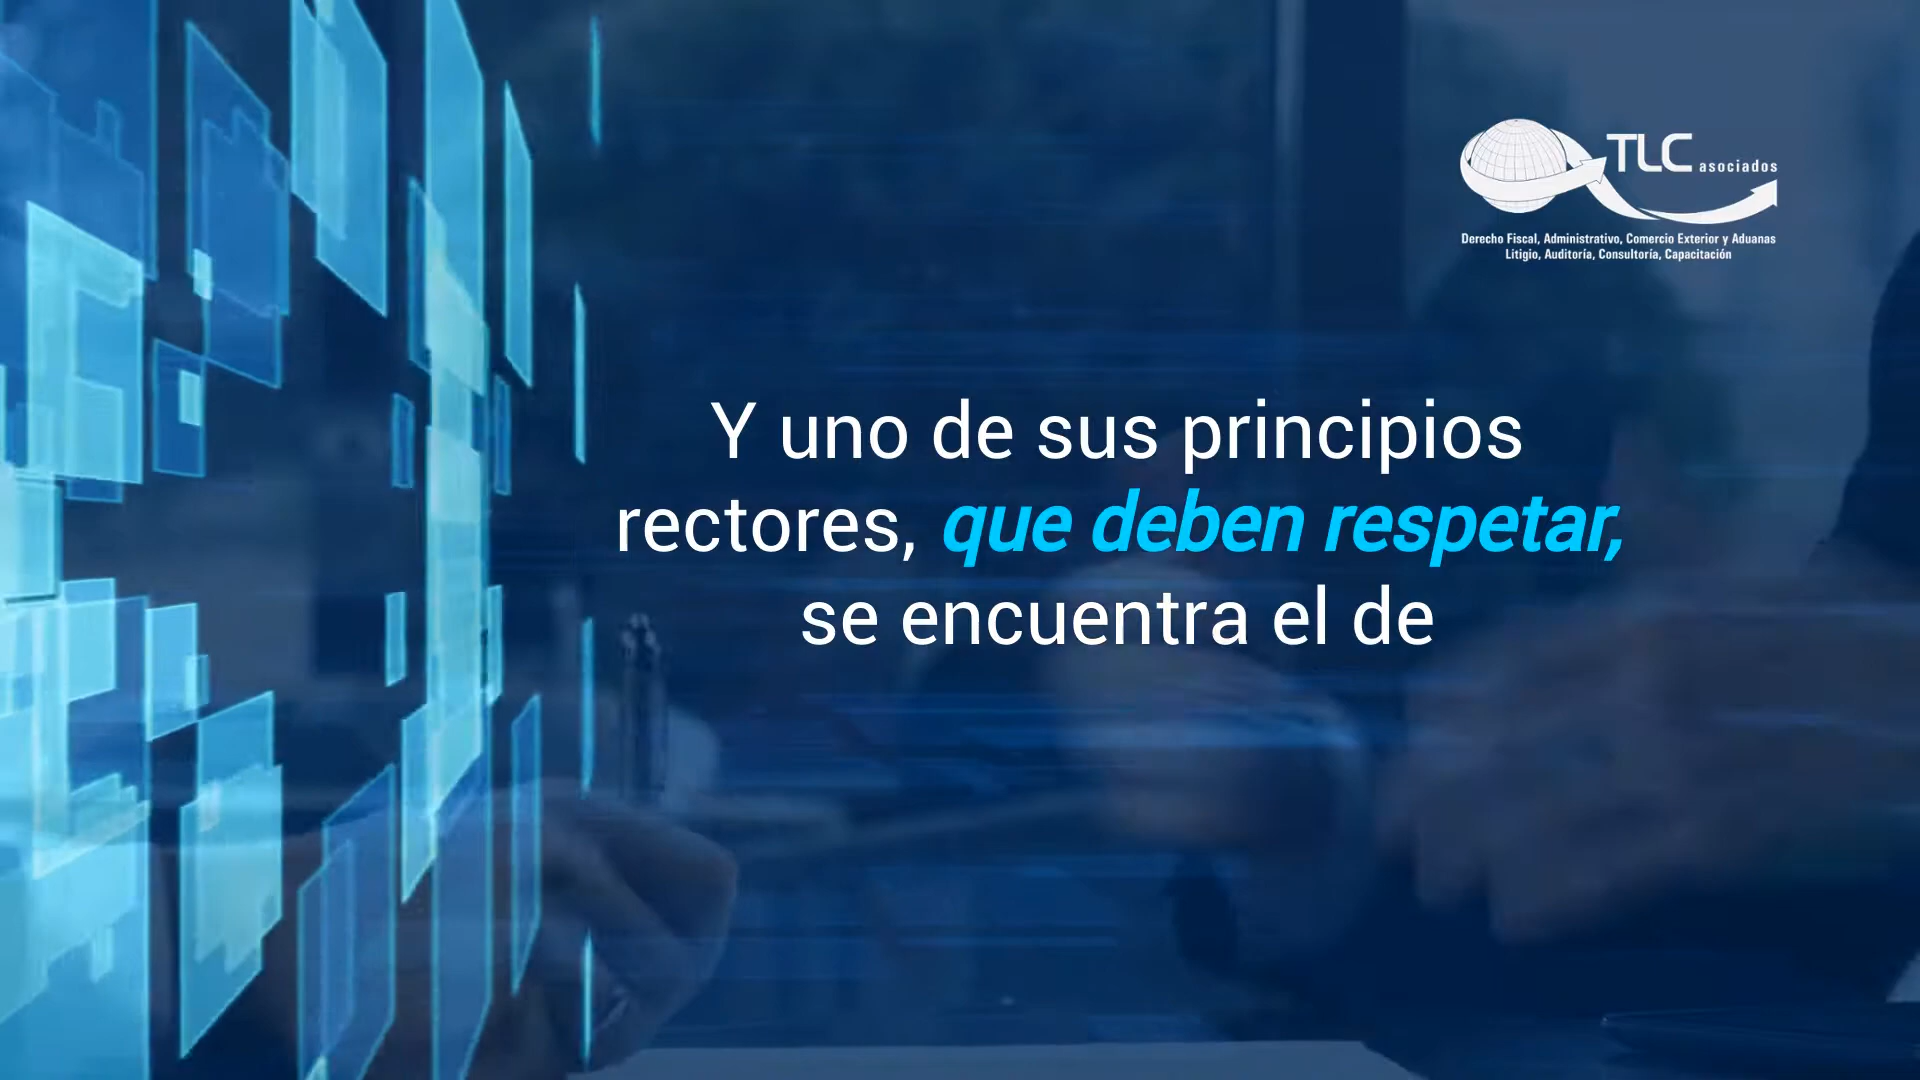 TLC asociados
Derecho Fiscal, Administrativo, Comercio Exterior y Aduanas
Litigio, Auditoría, Consultoría, Capacitación
Y uno de sus principios
rectores, que deben respetar,
se encuentra el de